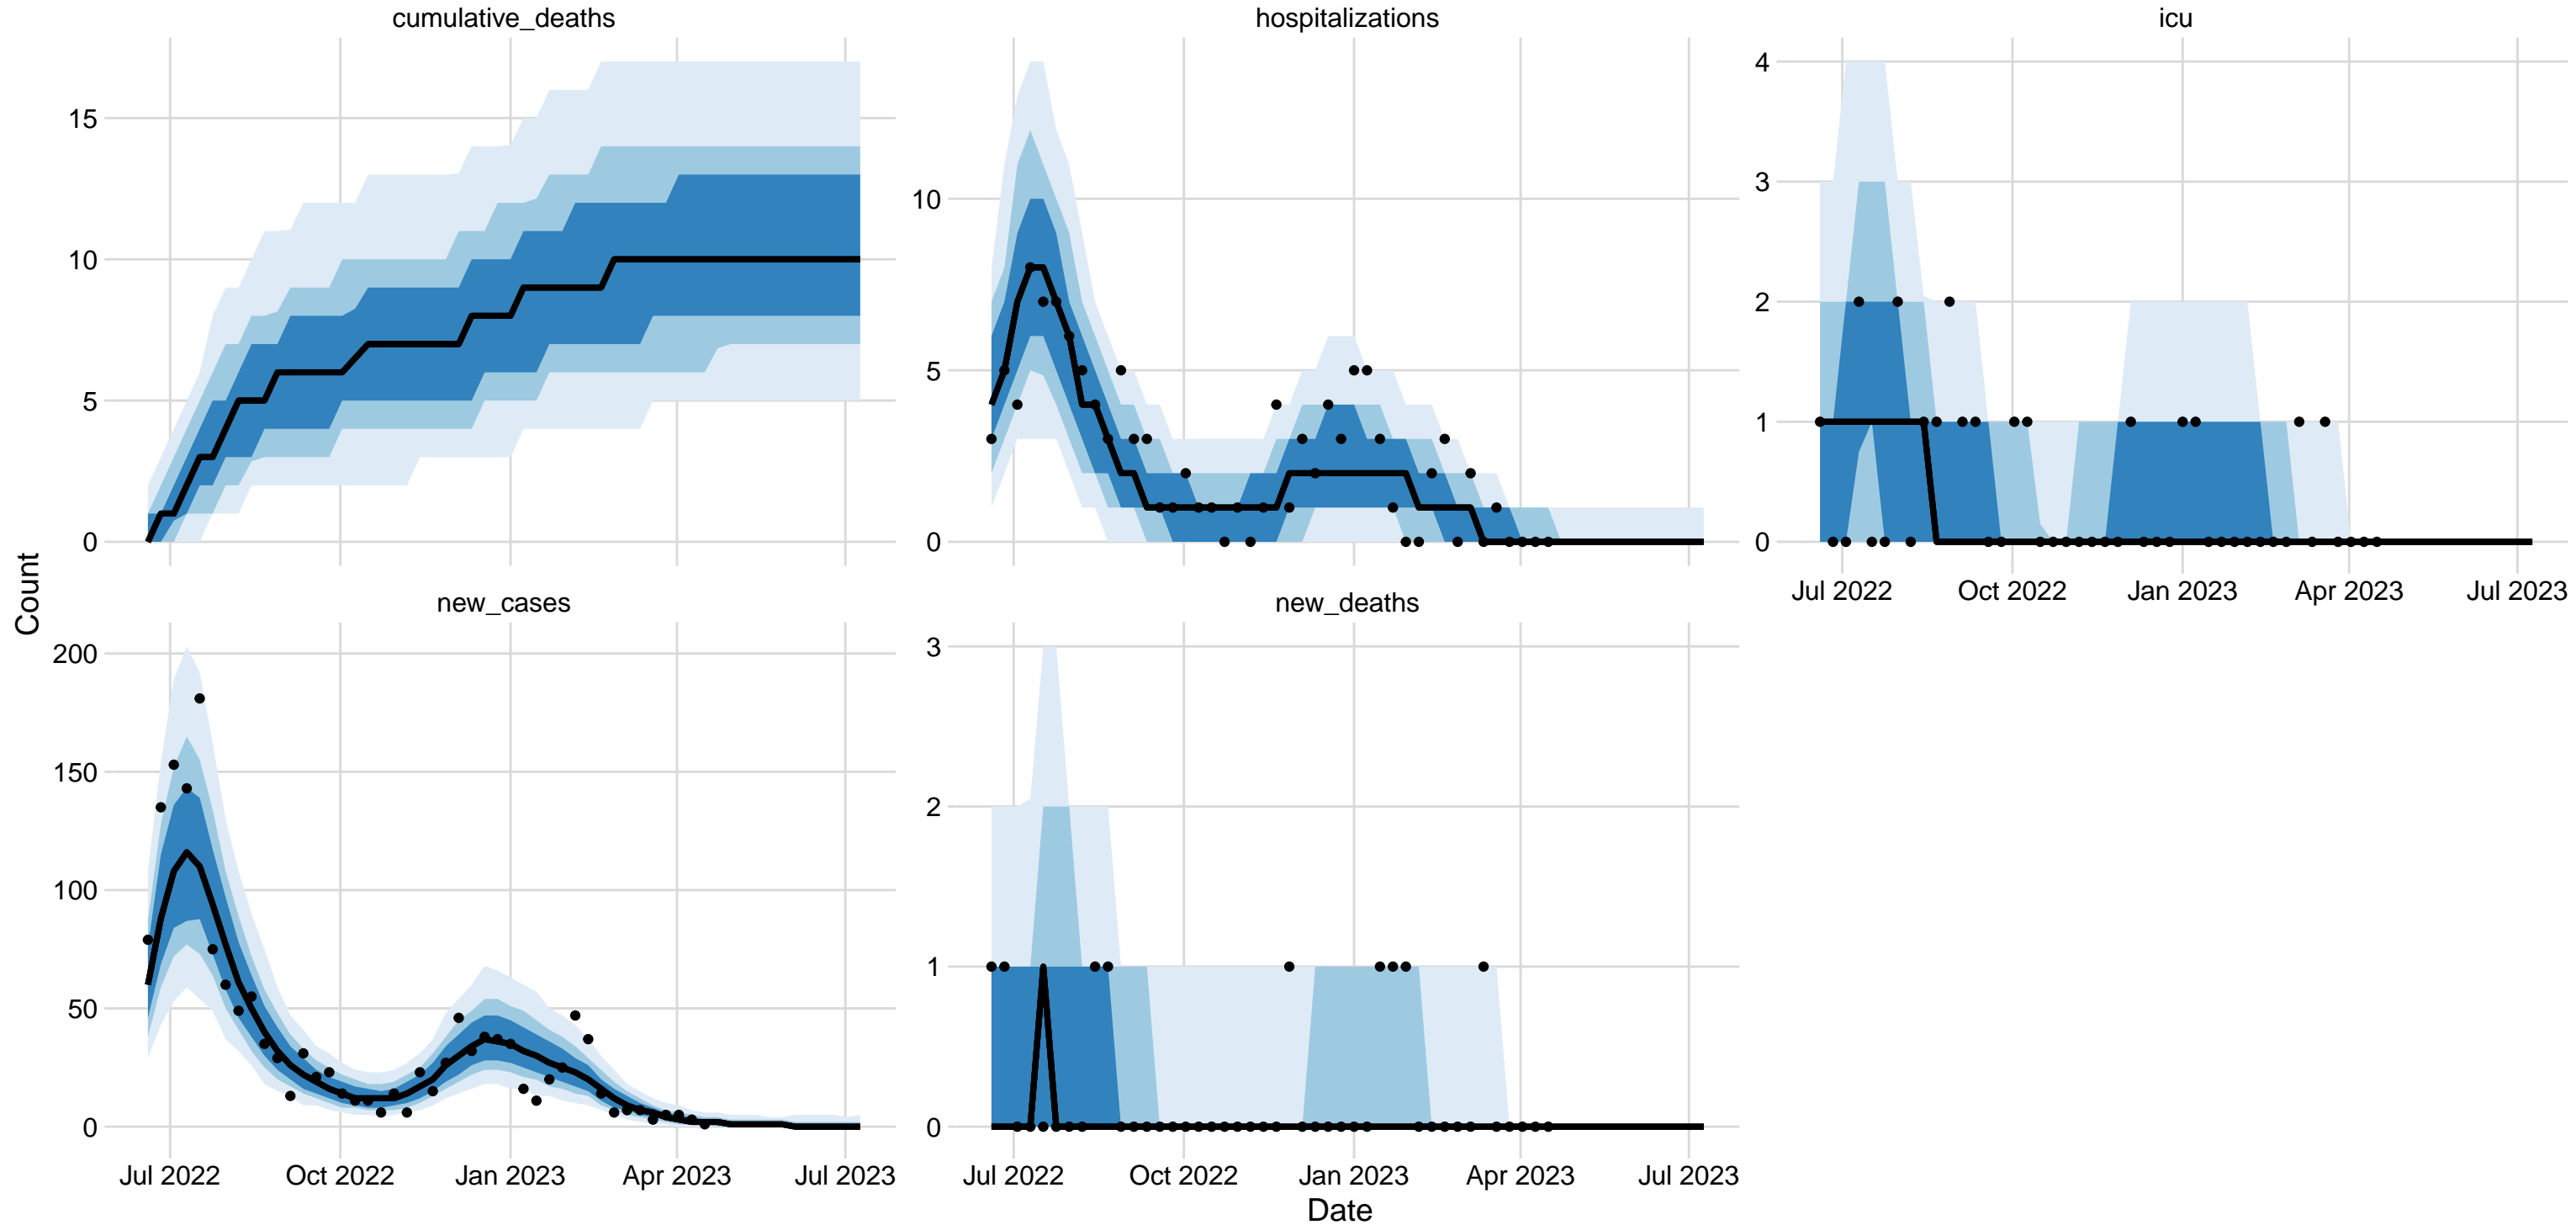 cumulative_deaths
hospitalizations
icu
Count
15
10
5
0
10
5
0
4
3
2
1
0
Jul 2022 Oct 2022 Jan 2023 Apr 2023 Jul 2023
new_cases
new_deaths
200
150
100
50
0
3
2
1
0
Jul 2022 Oct 2022 Jan 2023 Apr 2023 Jul 2023
Jul 2022 Oct 2022 Jan 2023 Apr 2023 Jul 2023
Date